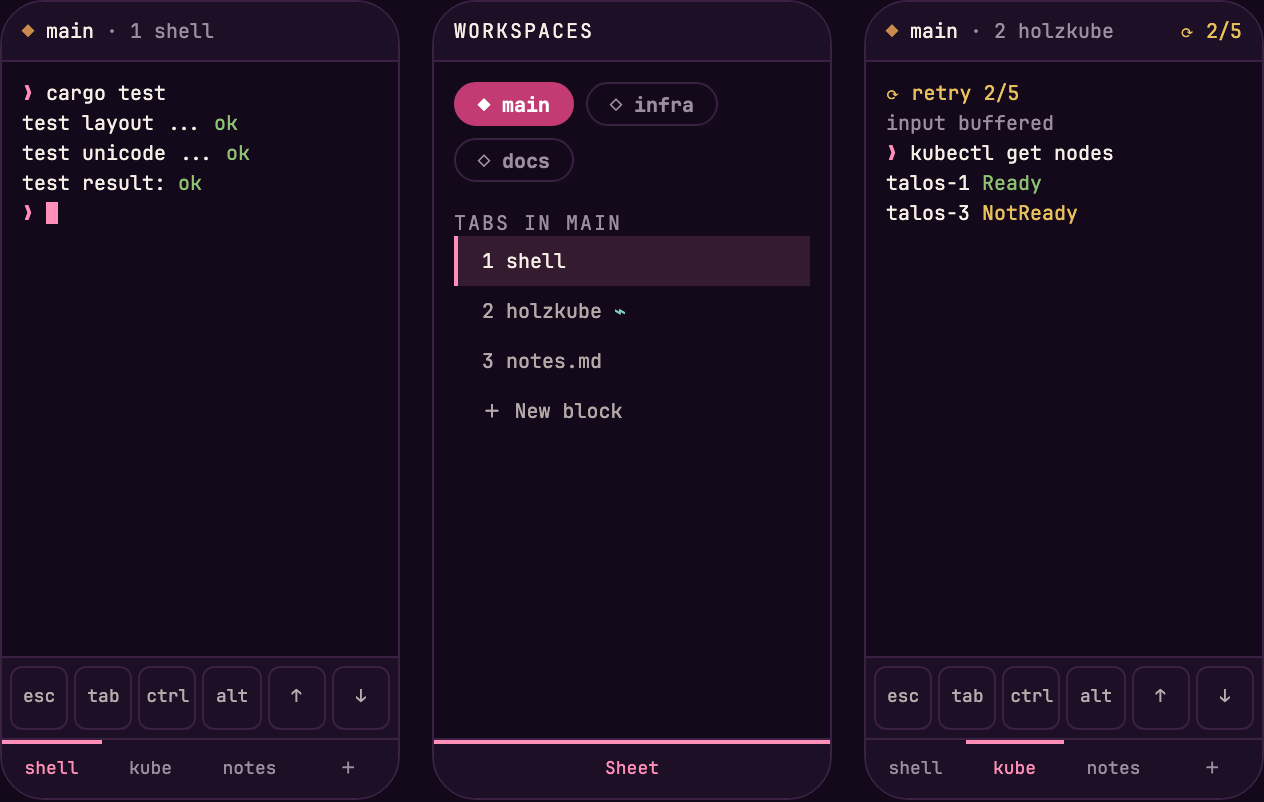 ◆ main · 1 shell
❯ cargo test
test layout ... ok
test unicode ... ok
test result: ok
❯
esc tab ctrl alt ↑ ↓
shell kube notes +
WORKSPACES
◆ main ◇ infra
◇ docs
TABS IN MAIN
1 shell
2 holzkube ⌁
3 notes.md
+ New block
Sheet
◆ main · 2 holzkube ⟳ 2/5
⟳ retry 2/5
input buffered
❯ kubectl get nodes
talos-1 Ready
talos-3 NotReady
esc tab ctrl alt ↑ ↓
shell kube notes +